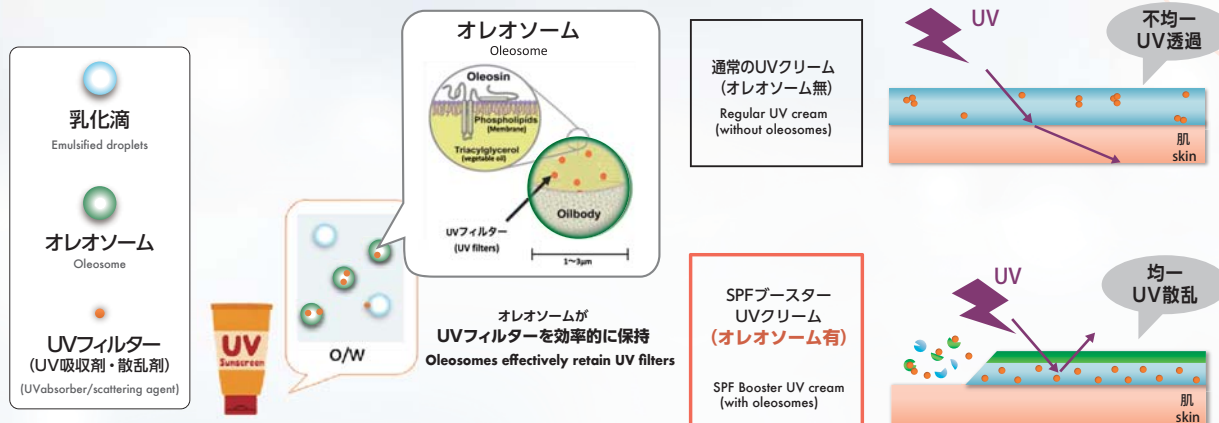 乳化滴
Emulsified droplets
オレオソーム
Oleosome
UVフィルター
(UV吸収剤・散乱剤)
(UVabsorber/scattering agent)
UV
Sunscreen
O/W
オレオソーム
Oleosome
Oleosin
Phospholipids
(Membrane)
Triacylglycerol
(vegetable oil)
Oilbody
UVフィルター
(UV filters)
1~3μm
オレオソームが
UVフィルターを効率的に保持
Oleosomes effectively retain UV filters
通常のUVクリーム
(オレオソーム無)
Regular UV cream
(without oleosomes)
UV
不均一
UV透過
肌
skin
SPFブースター
UVクリーム
(オレオソーム有)
SPF Booster UV cream
(with oleosomes)
UV
均一
UV散乱
肌
skin